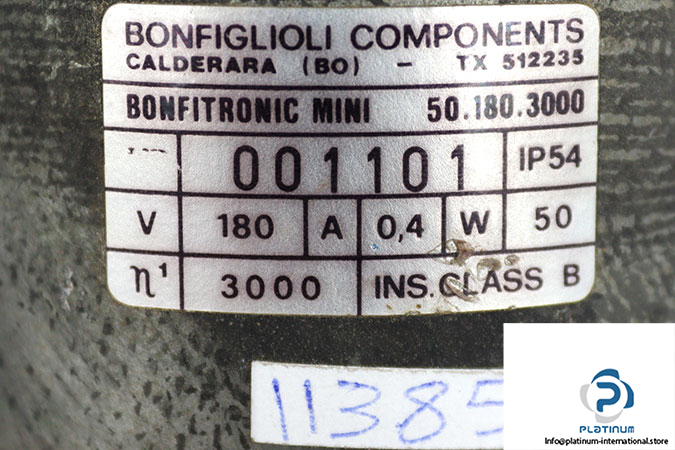 BONFIGLIOLI COMPONENTS
CALDERARA (BO) - TX 512235
BONFITRONIC MINI 50.180.3000
001101 IP54
V 180 A 0,4 W 50
η¹ 3000 INS. CLASS B
11385
PLATINUM
Info@platinum-international.store